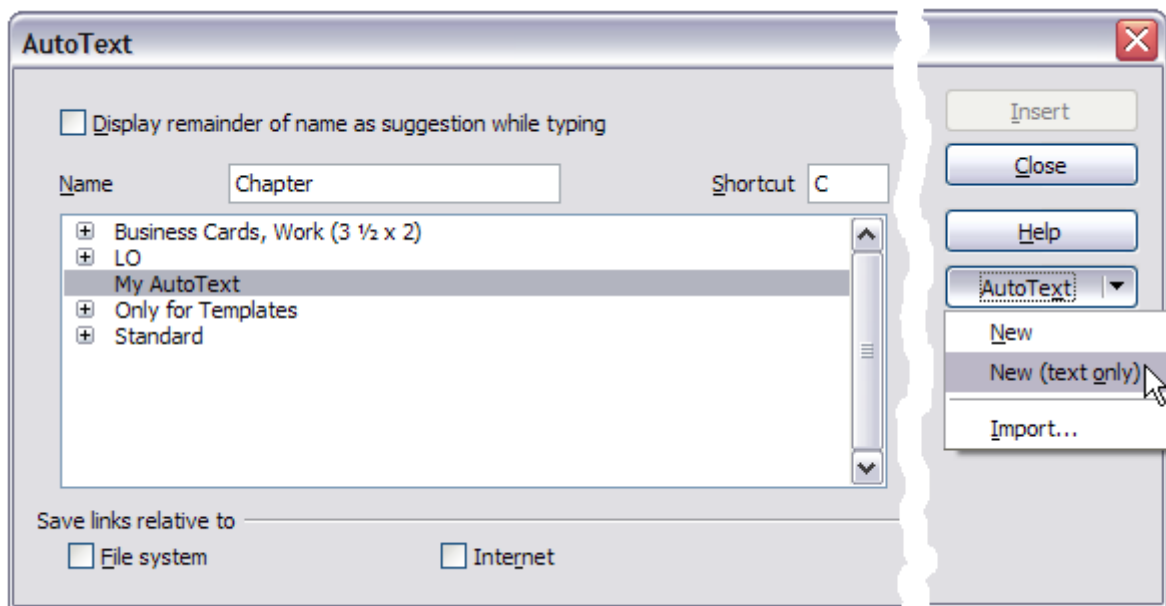 AutoText
Display remainder of name as suggestion while typing
Insert
Name Chapter Shortcut C
Close
Business Cards, Work (3 ½ x 2)
LO
My AutoText
Only for Templates
Standard
Help
AutoText
New
New (text only)
Import...
Save links relative to
File system Internet